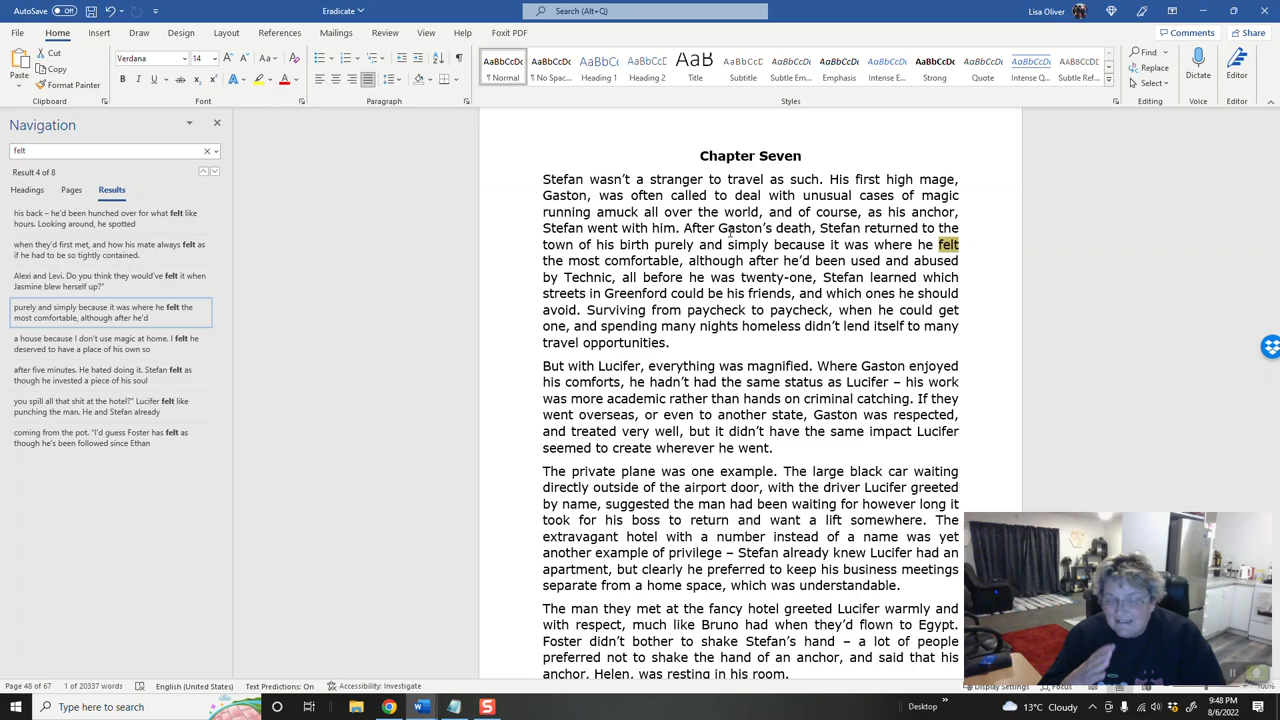 AutoSave On
Eradicate
Search (Alt+Q)
Lisa Oliver
File Home Insert Draw Design Layout References Mailings Review View Help Foxit PDF
Comments Share
Paste Cut Copy Format Painter
Clipboard
Verdana 14
Font
Paragraph
AaBbCcDc ¶ Normal
AaBbCcDc ¶ No Spac...
AaBbC Heading 1
AaBbCc Heading 2
AaB Title
AaBbCcD Subtitle
AaBbCcDc Subtle Em...
AaBbCcDc Emphasis
AaBbCcDc Intense E...
AaBbCcDc Strong
AaBbCcDc Quote
AaBbCcDc Intense Q...
AaBbCcDc Subtle Ref...
Styles
Find
Replace
Select
Editing
Dictate
Voice
Editor
Editor
Navigation
felt
Result 4 of 8
Headings Pages Results
his back – he'd been hunched over for what felt like
hours. Looking around, he spotted
when they'd first met, and how his mate always felt as
if he had to be so tightly contained.
Alexi and Levi. Do you think they would've felt it when
Jasmine blew herself up?"
purely and simply because it was where he felt the
most comfortable, although after he'd
a house because I don't use magic at home. I felt he
deserved to have a place of his own so
after five minutes. He hated doing it. Stefan felt as
though he invested a piece of his soul
you spill all that shit at the hotel?" Lucifer felt like
punching the man. He and Stefan already
coming from the pot. "I'd guess Foster has felt as
though he's been followed since Ethan
Chapter Seven
Stefan wasn't a stranger to travel as such. His first high mage,
Gaston, was often called to deal with unusual cases of magic
running amuck all over the world, and of course, as his anchor,
Stefan went with him. After Gaston's death, Stefan returned to the
town of his birth purely and simply because it was where he felt
the most comfortable, although after he'd been used and abused
by Technic, all before he was twenty-one, Stefan learned which
streets in Greenford could be his friends, and which ones he should
avoid. Surviving from paycheck to paycheck, when he could get
one, and spending many nights homeless didn't lend itself to many
travel opportunities.
But with Lucifer, everything was magnified. Where Gaston enjoyed
his comforts, he hadn't had the same status as Lucifer – his work
was more academic rather than hands on criminal catching. If they
went overseas, or even to another state, Gaston was respected,
and treated very well, but it didn't have the same impact Lucifer
seemed to create wherever he went.
The private plane was one example. The large black car waiting
directly outside of the airport door, with the driver Lucifer greeted
by name, suggested the man had been waiting for however long it
took for his boss to return and want a lift somewhere. The
extravagant hotel with a number instead of a name was yet
another example of privilege – Stefan already knew Lucifer had an
apartment, but clearly he preferred to keep his business meetings
separate from a home space, which was understandable.
The man they met at the fancy hotel greeted Lucifer warmly and
with respect, much like Bruno had when they'd flown to Egypt.
Foster didn't bother to shake Stefan's hand – a lot of people
preferred not to shake the hand of an anchor, and said that his
anchor, Helen, was resting in his room.
Page 48 of 67 1 of 20337 words English (United States) Text Predictions: On Accessibility: Investigate Display Settings Focus
Type here to search
Desktop
13°C Cloudy
9:48 PM
8/6/2022